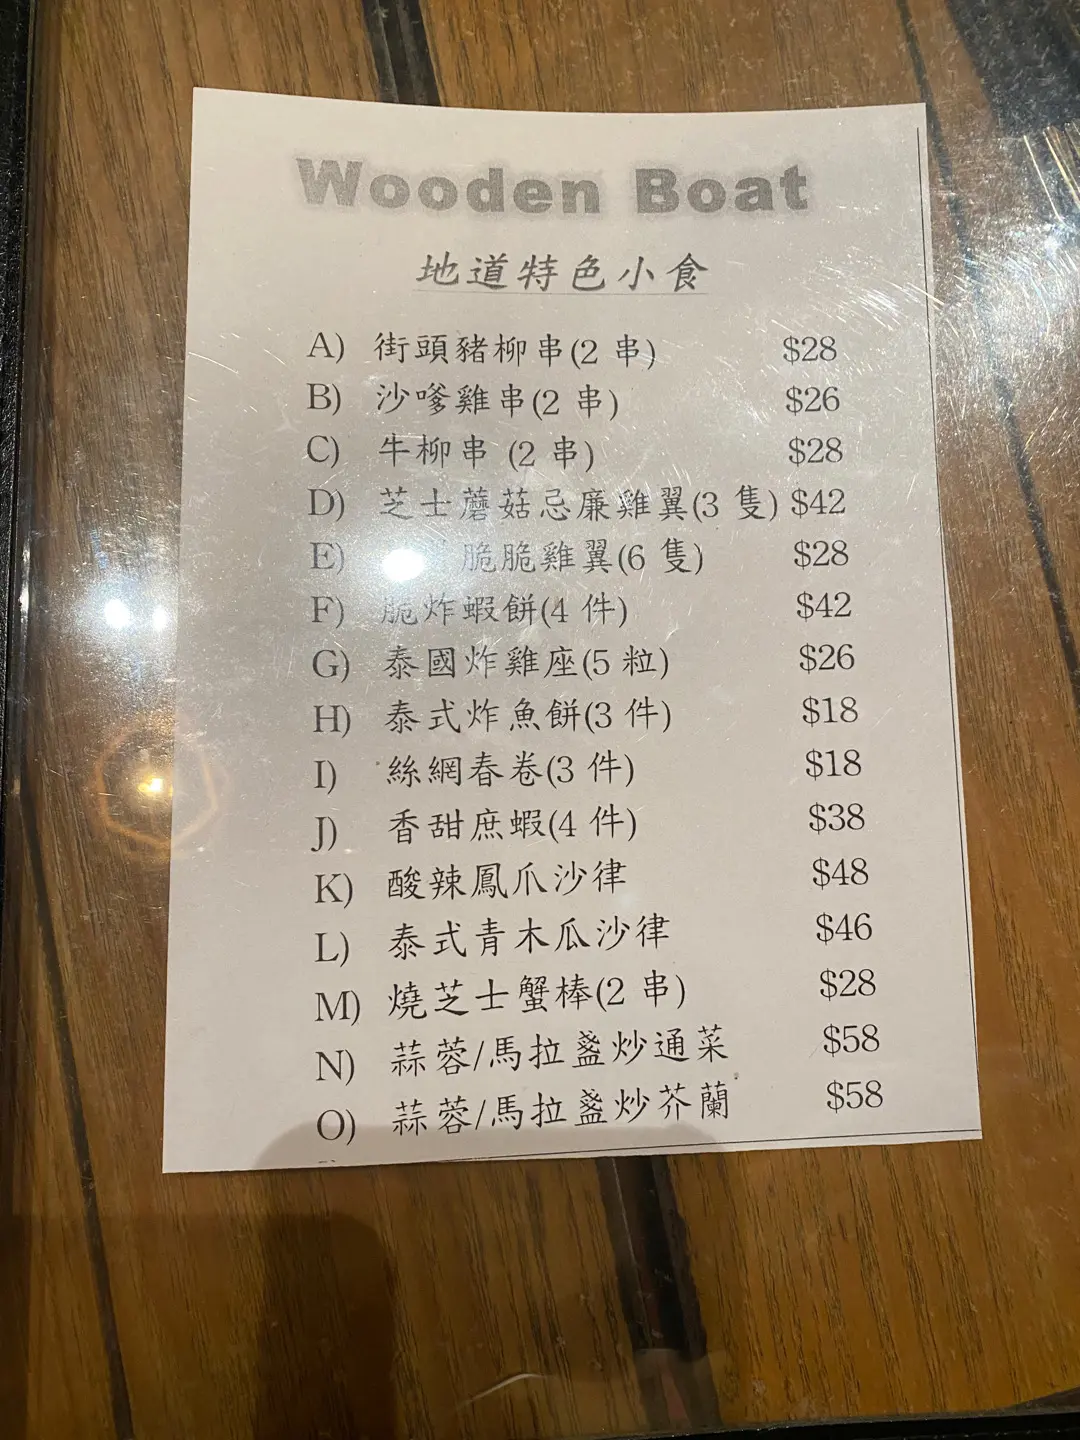 Wooden Boat
地道特色小食
A) 街頭豬柳串(2 串) $28
B) 沙嗲雞串(2 串) $26
C) 牛柳串 (2 串) $28
D) 芝士蘑菇忌廉雞翼(3 隻) $42
E) 脆脆雞翼(6 隻) $28
F) 脆炸蝦餅(4 件) $42
G) 泰國炸雞座(5 粒) $26
H) 泰式炸魚餅(3 件) $18
I) 絲網春卷(3 件) $18
J) 香甜庶蝦(4 件) $38
K) 酸辣鳳爪沙律 $48
L) 泰式青木瓜沙律 $46
M) 燒芝士蟹棒(2 串) $28
N) 蒜蓉/馬拉盞炒通菜 $58
O) 蒜蓉/馬拉盞炒芥蘭 $58